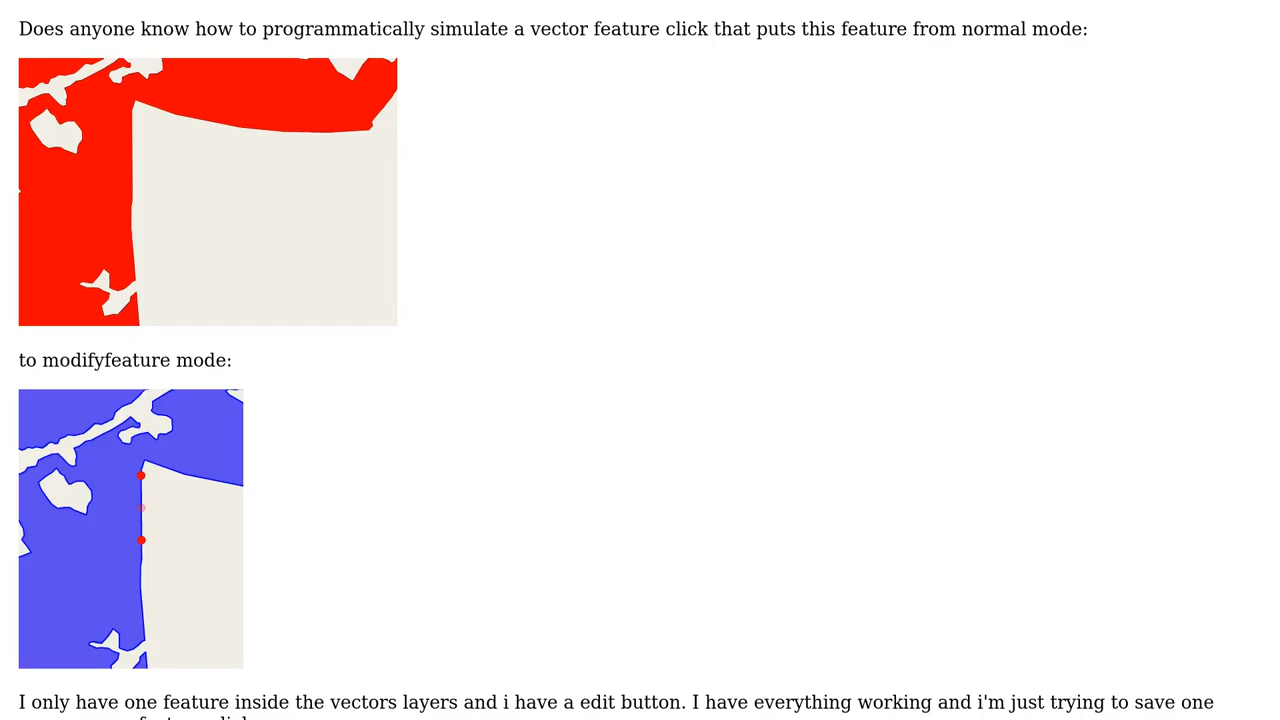 Does anyone know how to programmatically simulate a vector feature click that puts this feature from normal mode:
to modifyfeature mode:
I only have one feature inside the vectors layers and i have a edit button. I have everything working and i'm just trying to save one